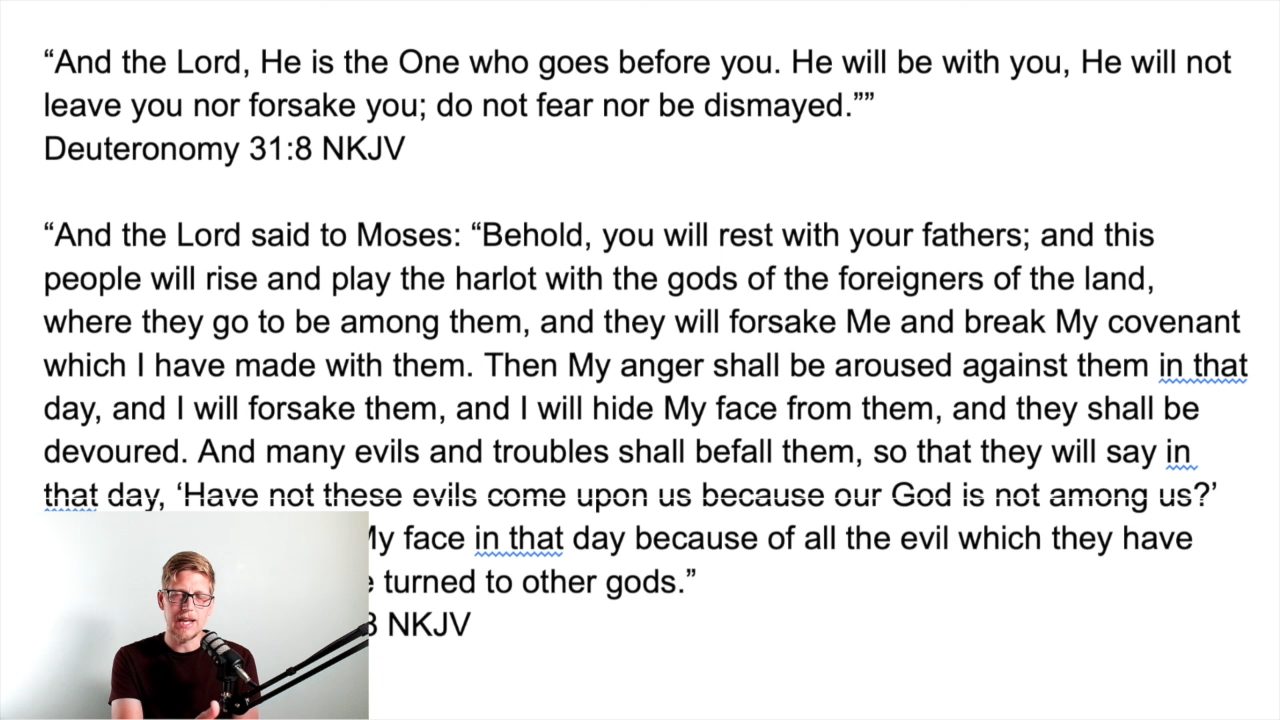 “And the Lord, He is the One who goes before you. He will be with you, He will not
leave you nor forsake you; do not fear nor be dismayed.””
Deuteronomy 31:8 NKJV
“And the Lord said to Moses: “Behold, you will rest with your fathers; and this
people will rise and play the harlot with the gods of the foreigners of the land,
where they go to be among them, and they will forsake Me and break My covenant
which I have made with them. Then My anger shall be aroused against them in that
day, and I will forsake them, and I will hide My face from them, and they shall be
devoured. And many evils and troubles shall befall them, so that they will say in
that day, ‘Have not these evils come upon us because our God is not among us?’
My face in that day because of all the evil which they have
turned to other gods.”
NKJV